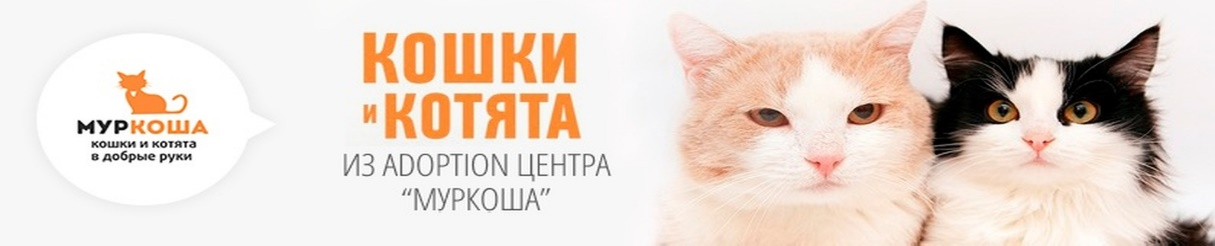 МУРКОША
кошки и котята
в добрые руки
КОШКИ
и КОТЯТА
ИЗ ADOPTION ЦЕНТРА
“МУРКОША”